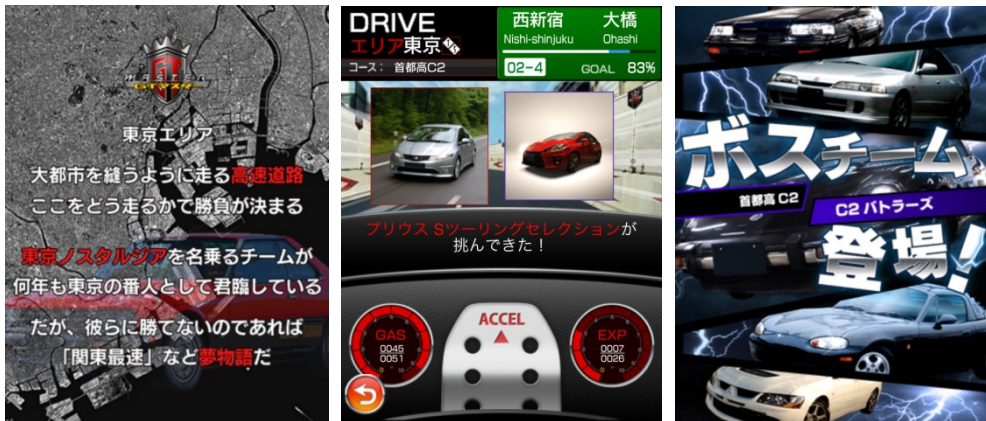 MASTER
GTマスター
東京エリア
大都市を縫うように走る高速道路
ここをどう走るかで勝負が決まる
東京ノスタルジアを名乗るチームが
何年も東京の番人として君臨している
だが、彼らに勝てないのであれば
「関東最速」など夢物語だ
DRIVE
エリア東京
コース： 首都高C2
西新宿 大橋
Nishi-shinjuku Ohashi
02-4 GOAL 83%
プリウス Sツーリングセレクションが
挑んできた！
GAS
0045
0051
ACCEL
EXP
0007
0026
ボスチーム
首都高 C2
C2 バトラーズ
登場!